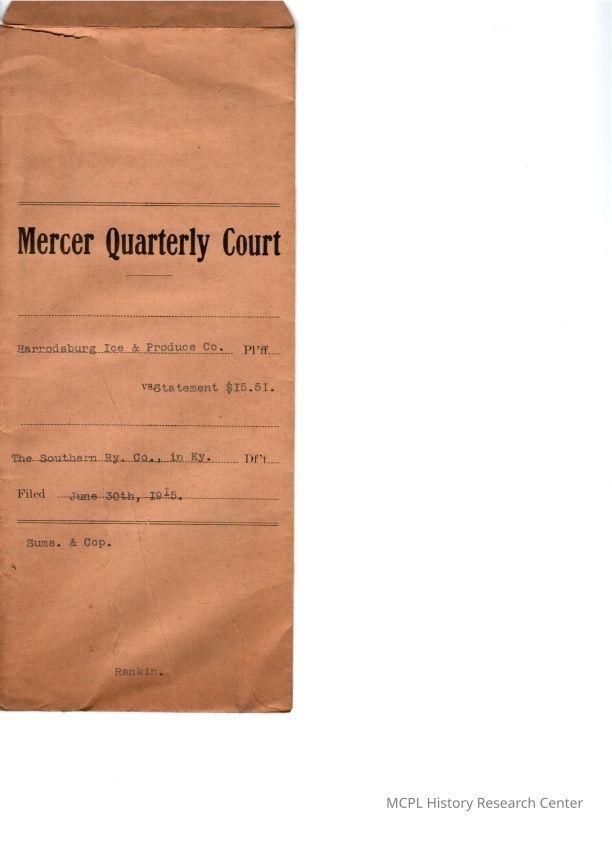 Mercer Quarterly Court
Harrodsburg Ice & Produce Co. Pl'ff
vs Statement $15.51.
The Southern Ry. Co., in Ky. Df't
Filed June 30th, 1915.
Sums. & Cop.
Rankin.
MCPL History Research Center